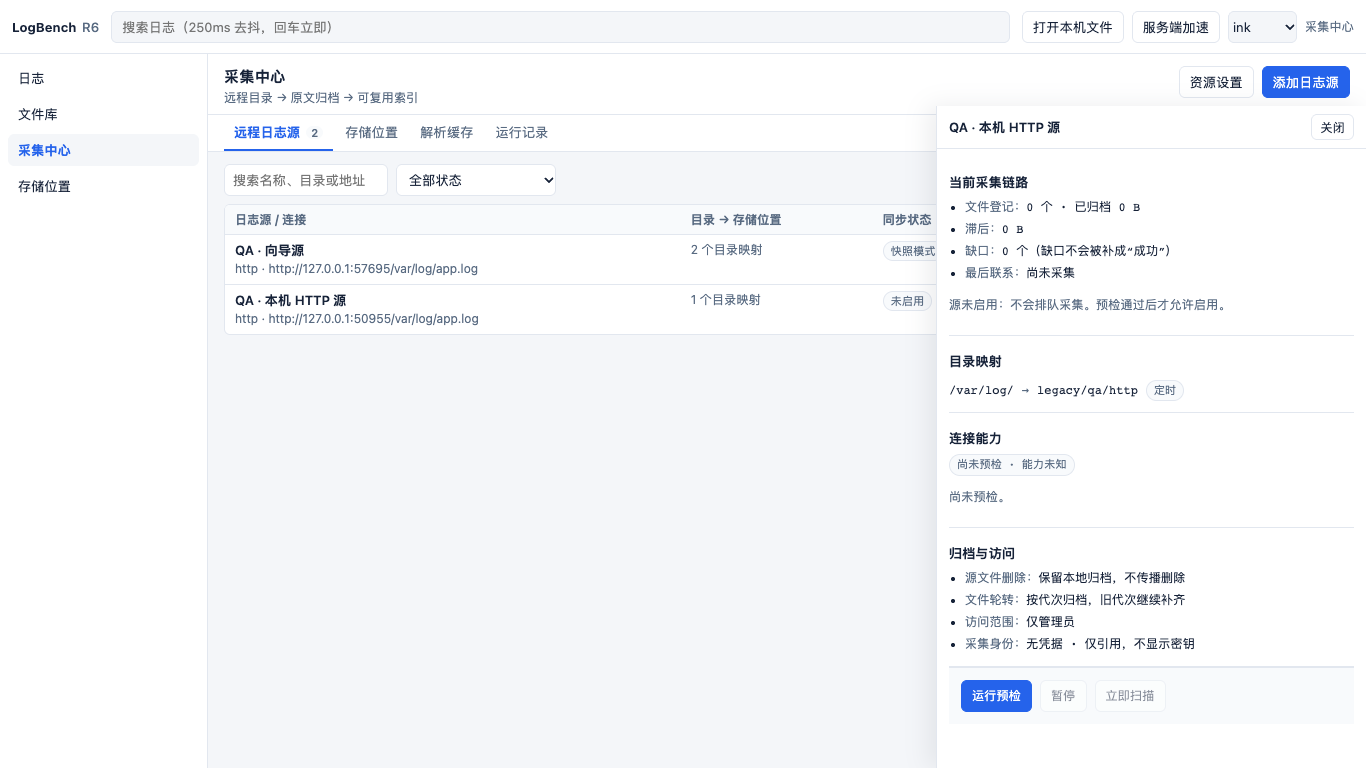 LogBench R6
搜索日志（250ms 去抖，回车立即）
打开本机文件
服务端加速
ink
采集中心
日志
文件库
采集中心
存储位置
采集中心
远程目录 → 原文归档 → 可复用索引
资源设置
添加日志源
远程日志源 2
存储位置
解析缓存
运行记录
搜索名称、目录或地址
全部状态
日志源 / 连接
目录 → 存储位置
同步状态
QA · 向导源
http · http://127.0.0.1:57695/var/log/app.log
2 个目录映射
快照模式
QA · 本机 HTTP 源
http · http://127.0.0.1:50955/var/log/app.log
1 个目录映射
未启用
QA · 本机 HTTP 源
关闭
当前采集链路
文件登记：0 个 · 已归档 0 B
滞后：0 B
缺口：0 个（缺口不会被补成“成功”）
最后联系：尚未采集
源未启用：不会排队采集。预检通过后才允许启用。
目录映射
/var/log/ → legacy/qa/http 定时
连接能力
尚未预检 · 能力未知
尚未预检。
归档与访问
源文件删除：保留本地归档，不传播删除
文件轮转：按代次归档，旧代次继续补齐
访问范围：仅管理员
采集身份：无凭据 · 仅引用，不显示密钥
运行预检
暂停
立即扫描